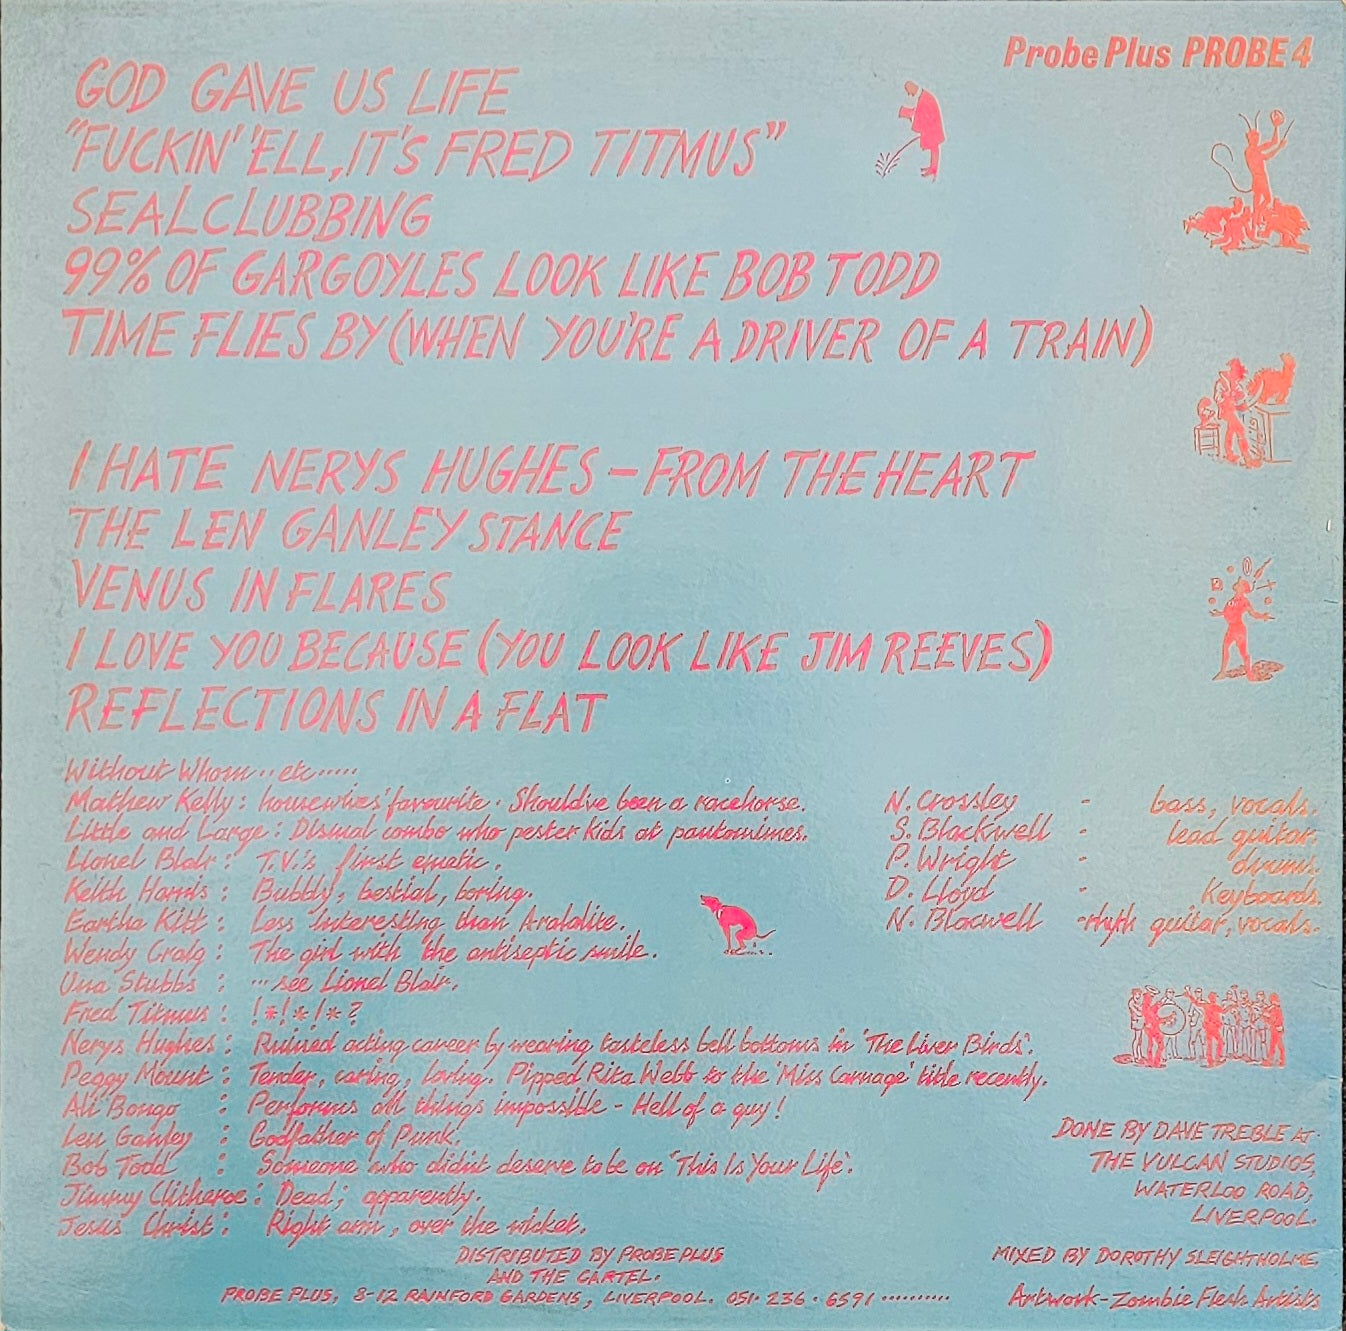 Probe Plus PROBE 4
GOD GAVE US LIFE
"FUCKIN' 'ELL, IT'S FRED TITMUS"
SEALCLUBBING
99% OF GARGOYLES LOOK LIKE BOB TODD
TIME FLIES BY (WHEN YOU'RE A DRIVER OF A TRAIN)
I HATE NERYS HUGHES – FROM THE HEART
THE LEN GANLEY STANCE
VENUS IN FLARES
I LOVE YOU BECAUSE (YOU LOOK LIKE JIM REEVES)
REFLECTIONS IN A FLAT
Without Whom .. etc .....
Mathew Kelly : housewives' favourite. Should've been a racehorse.
Little and Large : Dismal combo who pester kids at pantomimes.
Lionel Blair : T.V.'s first emetic.
Keith Harris : Bubbly, bestial, boring.
Eartha Kitt : Less interesting than Araldite.
Wendy Craig : The girl with the antiseptic smile.
Una Stubbs : ... see Lionel Blair.
Fred Titmus : !*!*!*?
Nerys Hughes : Ruined acting career by wearing tasteless bell bottoms in 'The Liver Birds'.
Peggy Mount : Tender, caring, loving. Pipped Rita Webb to the 'Miss Carnage' title recently.
Ali Bongo : Performs all things impossible – Hell of a guy!
Len Ganley : Godfather of Punk.
Bob Todd : Someone who didn't deserve to be on 'This Is Your Life'.
Jimmy Clitheroe : Dead; apparently.
Jesus Christ : Right arm, over the wicket.
N. Crossley - bass, vocals.
S. Blackwell - lead guitar.
P. Wright - drums.
D. Lloyd - Keyboards.
N. Blacwell - rhyth guitar, vocals.
DONE BY DAVE TREBLE AT
THE VULCAN STUDIOS,
WATERLOO ROAD,
LIVERPOOL.
MIXED BY DOROTHY SLEIGHTHOLME.
Artwork - Zombie Flesh Artists
DISTRIBUTED BY PROBE PLUS
AND THE CARTEL.
PROBE PLUS, 8-12 RAINFORD GARDENS, LIVERPOOL. 051 · 236 · 6591 ..........